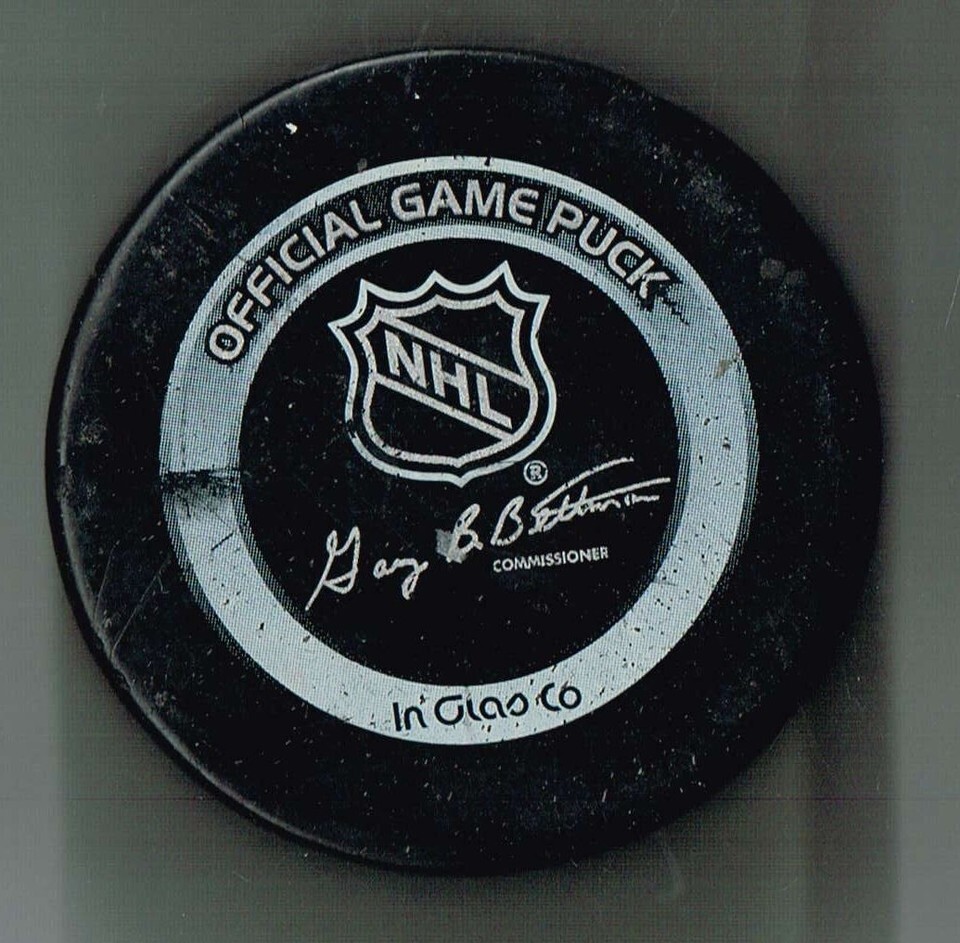 OFFICIAL GAME PUCK
NHL
®
Gary B. Bettman
COMMISSIONER
In Glas Co